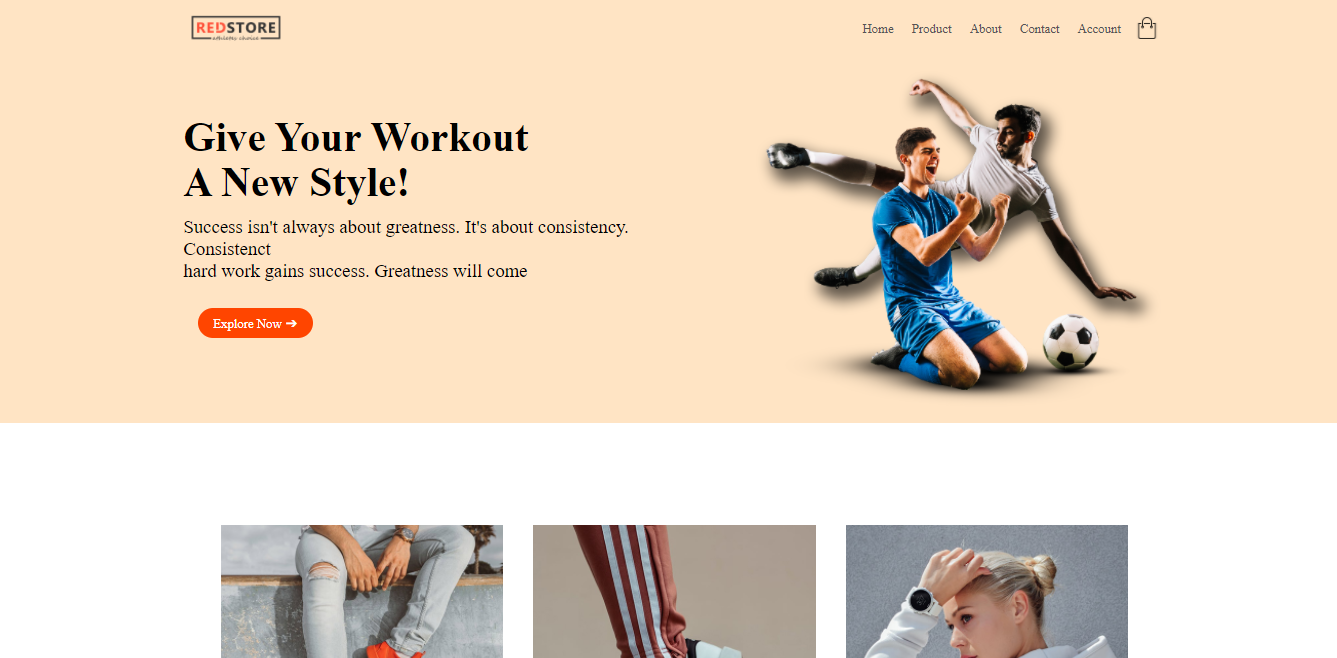 REDSTORE
athletes choice
Home Product About Contact Account
Give Your Workout
A New Style!
Success isn't always about greatness. It's about consistency.
Consistenct
hard work gains success. Greatness will come
Explore Now ➔